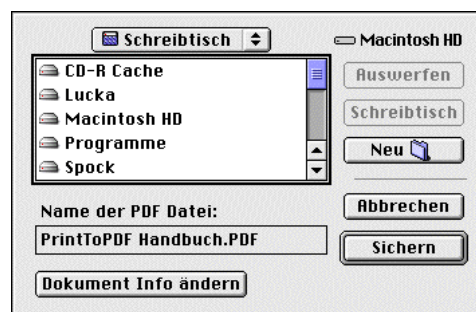 Schreibtisch
Macintosh HD
CD-R Cache
Lucka
Macintosh HD
Programme
Spock
Auswerfen
Schreibtisch
Neu
Name der PDF Datei:
PrintToPDF Handbuch.PDF
Abbrechen
Sichern
Dokument Info ändern